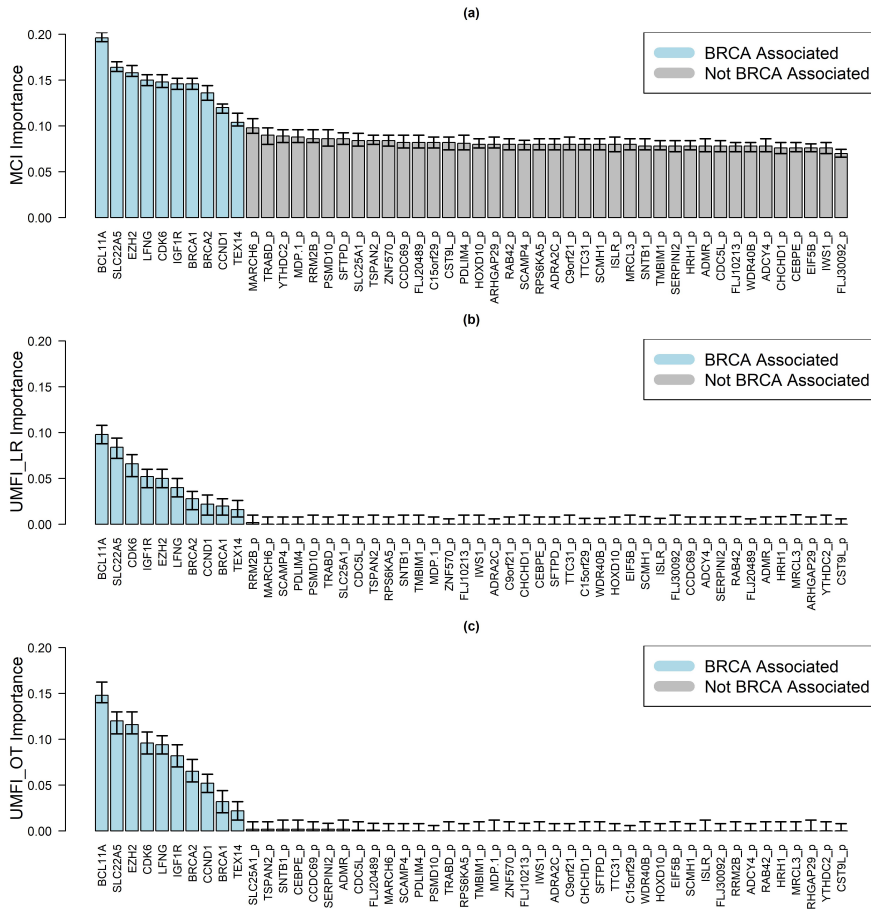 (a)
MCI Importance
0.20
0.15
0.10
0.05
0.00
BRCA Associated
Not BRCA Associated
BCL11A
SLC22A5
EZH2
LFNG
CDK6
IGF1R
BRCA1
BRCA2
CCND1
TEX14
MARCH6_p
TRABD_p
YTHDC2_p
MDP.1_p
RRM2B_p
PSMD10_p
SFTPD_p
SLC25A1_p
TSPAN2_p
ZNF570_p
CCDC69_p
FLJ20489_p
C15orf29_p
CST9L_p
PDLIM4_p
HOXD10_p
ARHGAP29_p
RAB42_p
SCAMP4_p
RPS6KA5_p
ADRA2C_p
C9orf21_p
TTC31_p
SCMH1_p
ISLR_p
MRCL3_p
SNTB1_p
TMBIM1_p
SERPINI2_p
HRH1_p
ADMR_p
CDC5L_p
FLJ10213_p
WDR40B_p
ADCY4_p
CHCHD1_p
CEBPE_p
EIF5B_p
IWS1_p
FLJ30092_p
(b)
UMFI_LR Importance
0.20
0.15
0.10
0.05
0.00
BRCA Associated
Not BRCA Associated
BCL11A
SLC22A5
CDK6
IGF1R
EZH2
LFNG
BRCA2
CCND1
BRCA1
TEX14
RRM2B_p
MARCH6_p
SCAMP4_p
PDLIM4_p
PSMD10_p
TRABD_p
SLC25A1_p
CDC5L_p
TSPAN2_p
RPS6KA5_p
SNTB1_p
TMBIM1_p
MDP.1_p
ZNF570_p
FLJ10213_p
IWS1_p
ADRA2C_p
C9orf21_p
CHCHD1_p
CEBPE_p
SFTPD_p
TTC31_p
C15orf29_p
WDR40B_p
HOXD10_p
EIF5B_p
SCMH1_p
ISLR_p
FLJ30092_p
CCDC69_p
ADCY4_p
SERPINI2_p
RAB42_p
FLJ20489_p
ADMR_p
HRH1_p
MRCL3_p
ARHGAP29_p
YTHDC2_p
CST9L_p
(c)
UMFI_OT Importance
0.20
0.15
0.10
0.05
0.00
BRCA Associated
Not BRCA Associated
BCL11A
SLC22A5
EZH2
CDK6
LFNG
IGF1R
BRCA2
CCND1
BRCA1
TEX14
SLC25A1_p
TSPAN2_p
SNTB1_p
CEBPE_p
CCDC69_p
SERPINI2_p
ADMR_p
CDC5L_p
FLJ20489_p
MARCH6_p
SCAMP4_p
PDLIM4_p
PSMD10_p
TRABD_p
RPS6KA5_p
TMBIM1_p
MDP.1_p
ZNF570_p
FLJ10213_p
IWS1_p
ADRA2C_p
C9orf21_p
CHCHD1_p
SFTPD_p
TTC31_p
C15orf29_p
WDR40B_p
HOXD10_p
EIF5B_p
SCMH1_p
ISLR_p
FLJ30092_p
RRM2B_p
ADCY4_p
RAB42_p
HRH1_p
MRCL3_p
RHGAP29_p
YTHDC2_p
CST9L_p